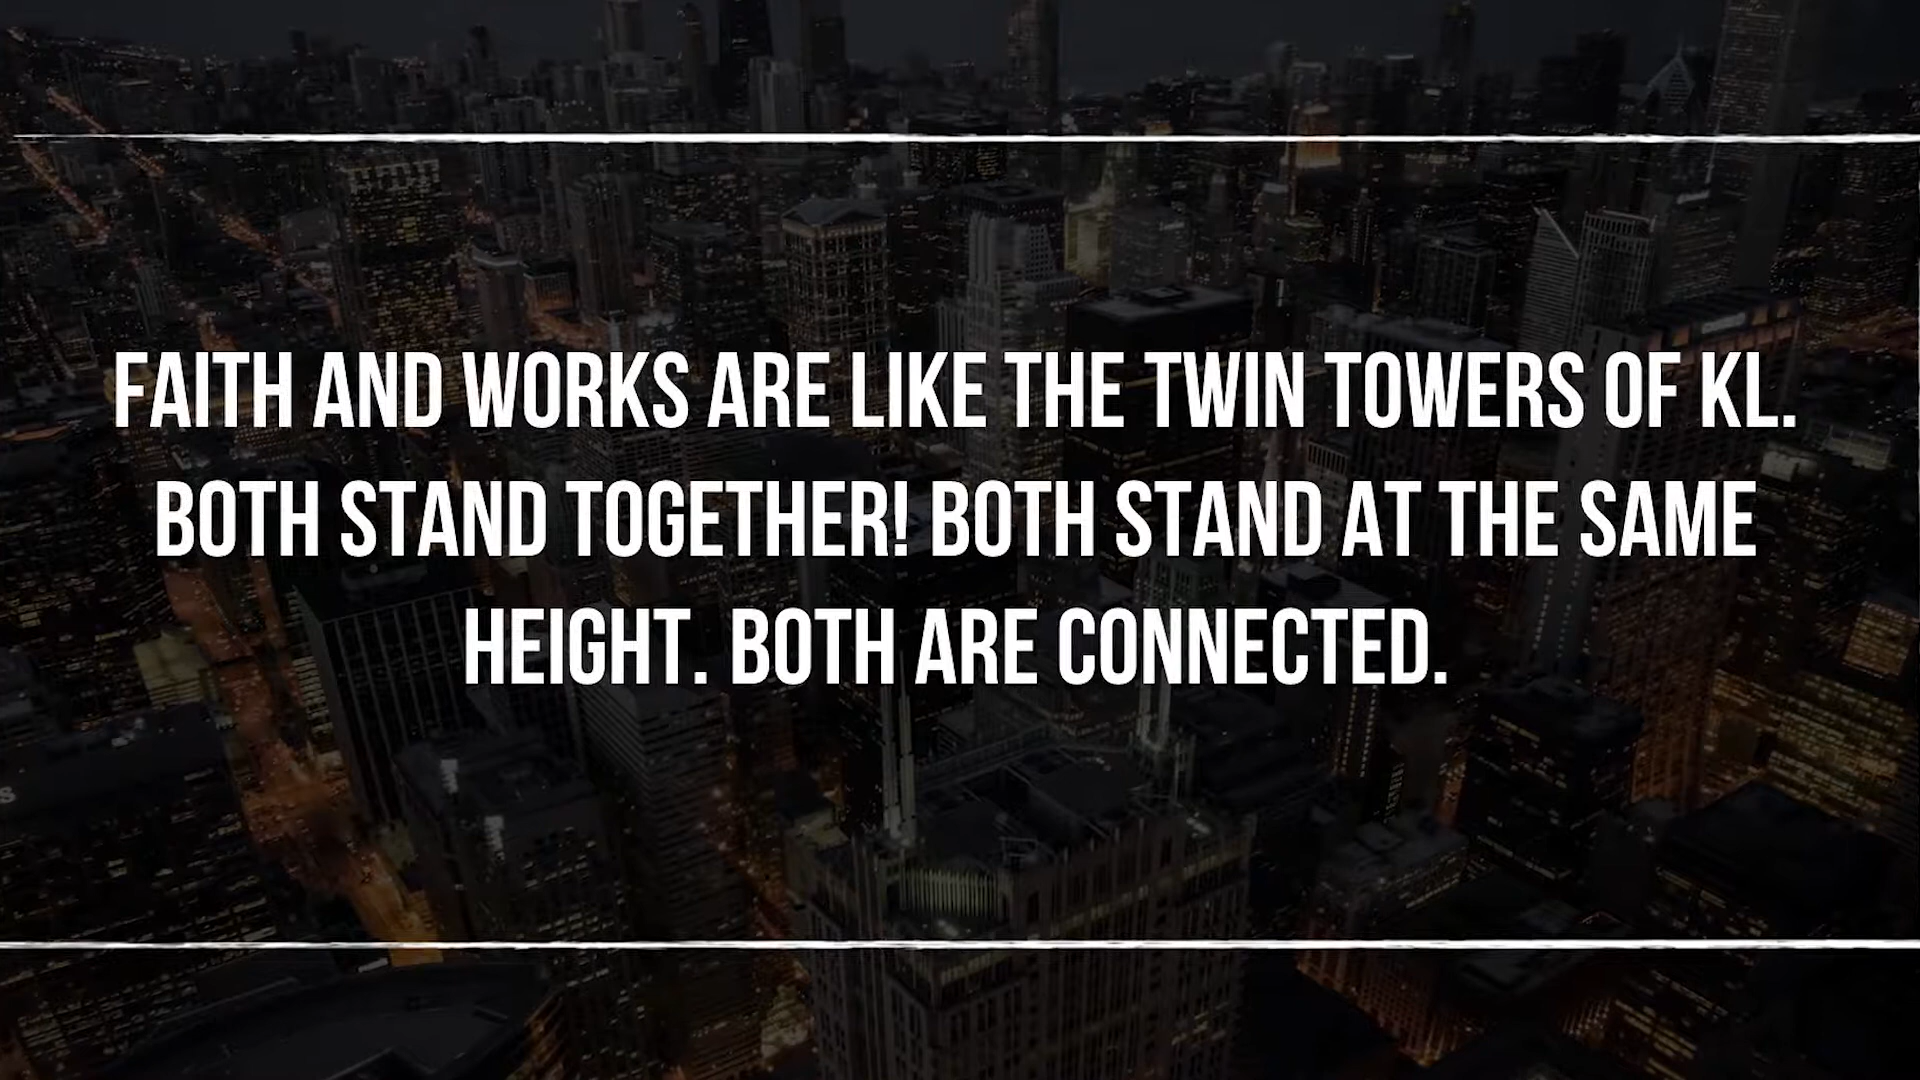 FAITH AND WORKS ARE LIKE THE TWIN TOWERS OF KL.
BOTH STAND TOGETHER! BOTH STAND AT THE SAME
HEIGHT. BOTH ARE CONNECTED.